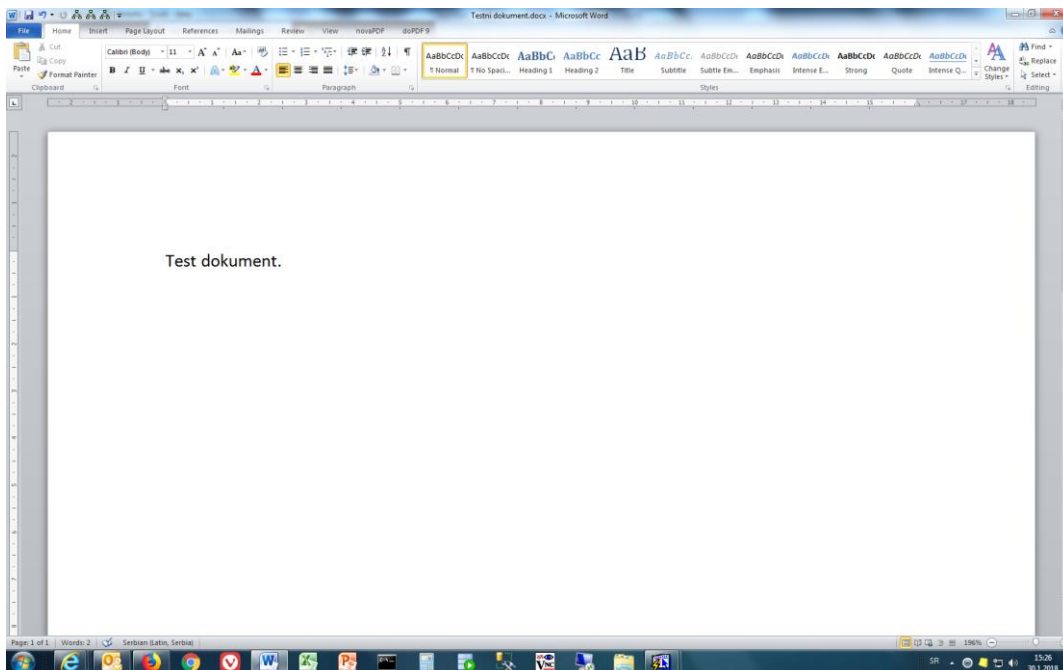 Testni dokument.docx - Microsoft Word
File Home Insert Page Layout References Mailings Review View novaPDF doPDF 9
Paste
Cut
Copy
Format Painter
Clipboard
Calibri (Body) 11
Font
Paragraph
AaBbCcDc AaBbCcDc AaBbC AaBbCc AaB AaBbCc. AaBbCcDc AaBbCcDc AaBbCcDc AaBbCcDc AaBbCcDc AaBbCcDc
¶ Normal ¶ No Spaci... Heading 1 Heading 2 Title Subtitle Subtle Em... Emphasis Intense E... Strong Quote Intense Q...
Styles
Change Styles
Find
Replace
Select
Editing
Test dokument.
Page: 1 of 1 Words: 2 Serbian (Latin, Serbia) 196%
SR 15:26
30.1.2018